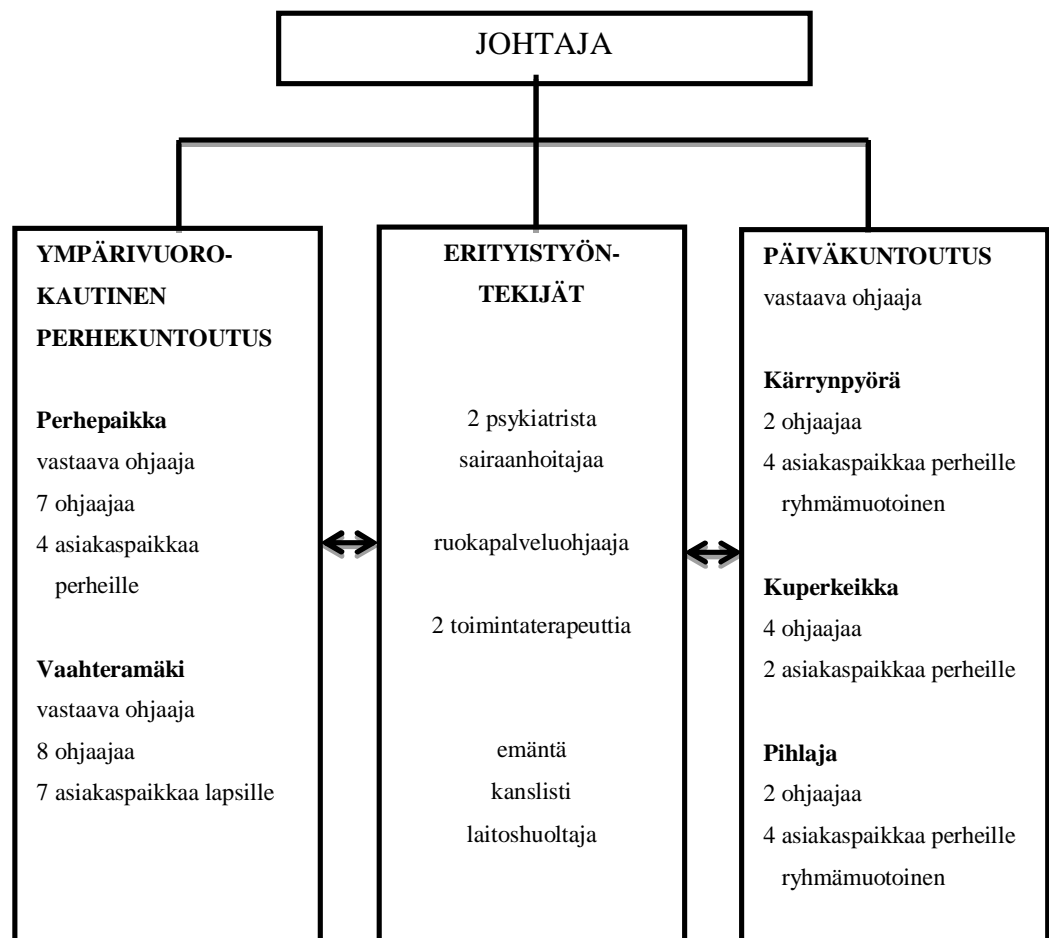 JOHTAJA
YMPÄRIVUORO-
KAUTINEN
PERHEKUNTOUTUS
Perhepaikka
vastaava ohjaaja
7 ohjaajaa
4 asiakaspaikkaa
perheille
Vaahteramäki
vastaava ohjaaja
8 ohjaajaa
7 asiakaspaikkaa lapsille
ERITYISTYÖN-
TEKIJÄT
2 psykiatrista
sairaanhoitajaa
ruokapalveluohjaaja
2 toimintaterapeuttia
emäntä
kanslisti
laitoshuoltaja
PÄIVÄKUNTOUTUS
vastaava ohjaaja
Kärrynpyörä
2 ohjaajaa
4 asiakaspaikkaa perheille
ryhmämuotoinen
Kuperkeikka
4 ohjaajaa
2 asiakaspaikkaa perheille
Pihlaja
2 ohjaajaa
4 asiakaspaikkaa perheille
ryhmämuotoinen